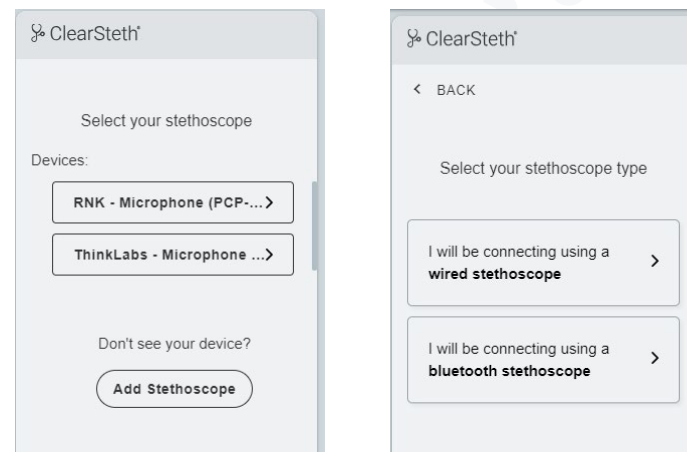 ClearSteth®
Select your stethoscope
Devices:
RNK - Microphone (PCP-...
ThinkLabs - Microphone ...
Don't see your device?
Add Stethoscope
ClearSteth®
BACK
Select your stethoscope type
I will be connecting using a
wired stethoscope
I will be connecting using a
bluetooth stethoscope